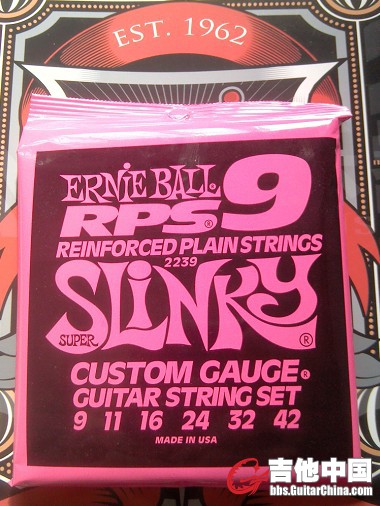 EST. 1962
ERNIE BALL®
RPS® 9
REINFORCED PLAIN STRINGS
2239
SUPER SLINKY®
CUSTOM GAUGE®
GUITAR STRING SET
9 11 16 24 32 42
MADE IN USA
吉他中国
bbs.GuitarChina.com